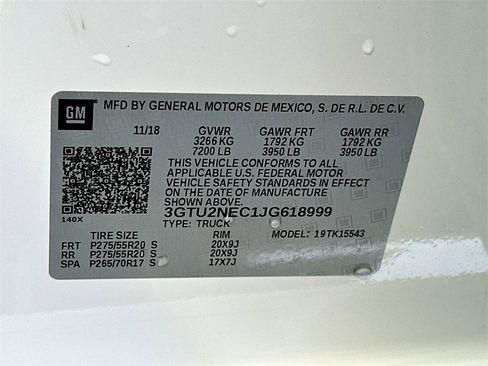 GM
MFD BY GENERAL MOTORS DE MEXICO, S. DE R.L. DE C.V.
11/18 GVWR GAWR FRT GAWR RR
3266 KG 1792 KG 1792 KG
7200 LB 3950 LB 3950 LB
THIS VEHICLE CONFORMS TO ALL
APPLICABLE U.S. FEDERAL MOTOR
VEHICLE SAFETY STANDARDS IN EFFECT
ON THE DATE OF MANUFACTURE
SHOWN ABOVE.
140X 3GTU2NEC1JG618999
TYPE: TRUCK MODEL: 19TK15543
TIRE SIZE RIM
FRT P275/55R20 S 20X9J
RR P275/55R20 S 20X9J
SPA P265/70R17 S 17X7J